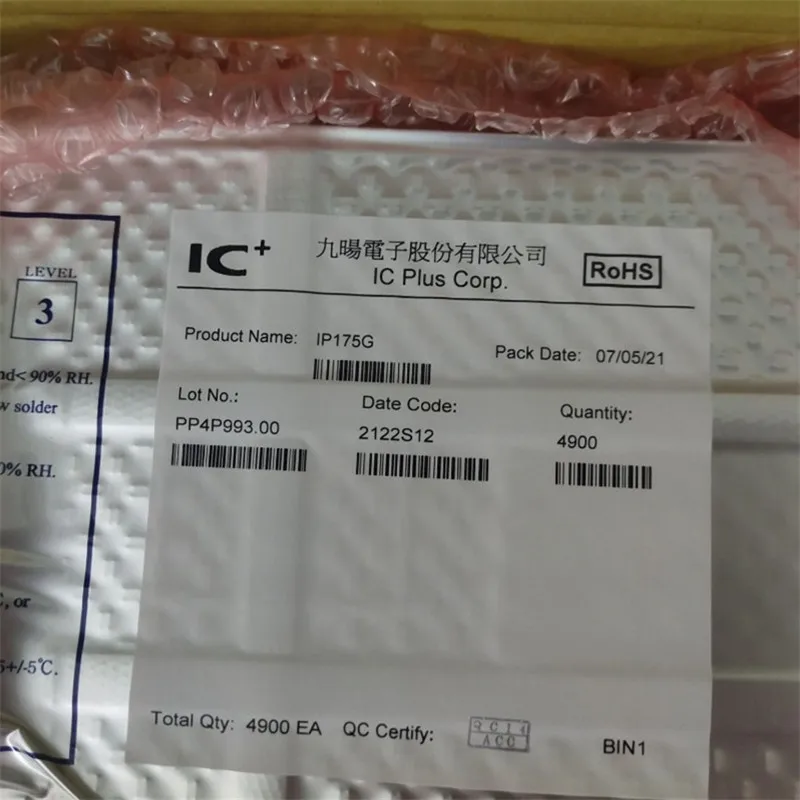 LEVEL
3
nd< 90% RH.
w solder
0% RH.
C, or
5+/-5°C.
IC+
九暘電子股份有限公司
IC Plus Corp.
RoHS
Product Name: IP175G
Pack Date: 07/05/21
Lot No.:
PP4P993.00
Date Code:
2122S12
Quantity:
4900
Total Qty: 4900 EA
QC Certify:
RC14
ACC
BIN1